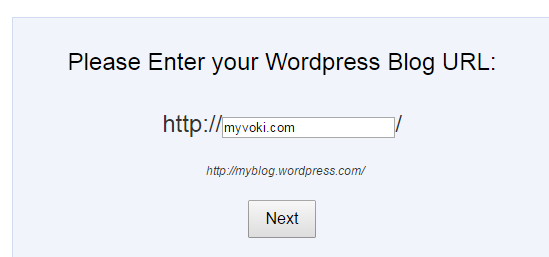 Please Enter your Wordpress Blog URL:
http://myvoki.com/
http://myblog.wordpress.com/
Next